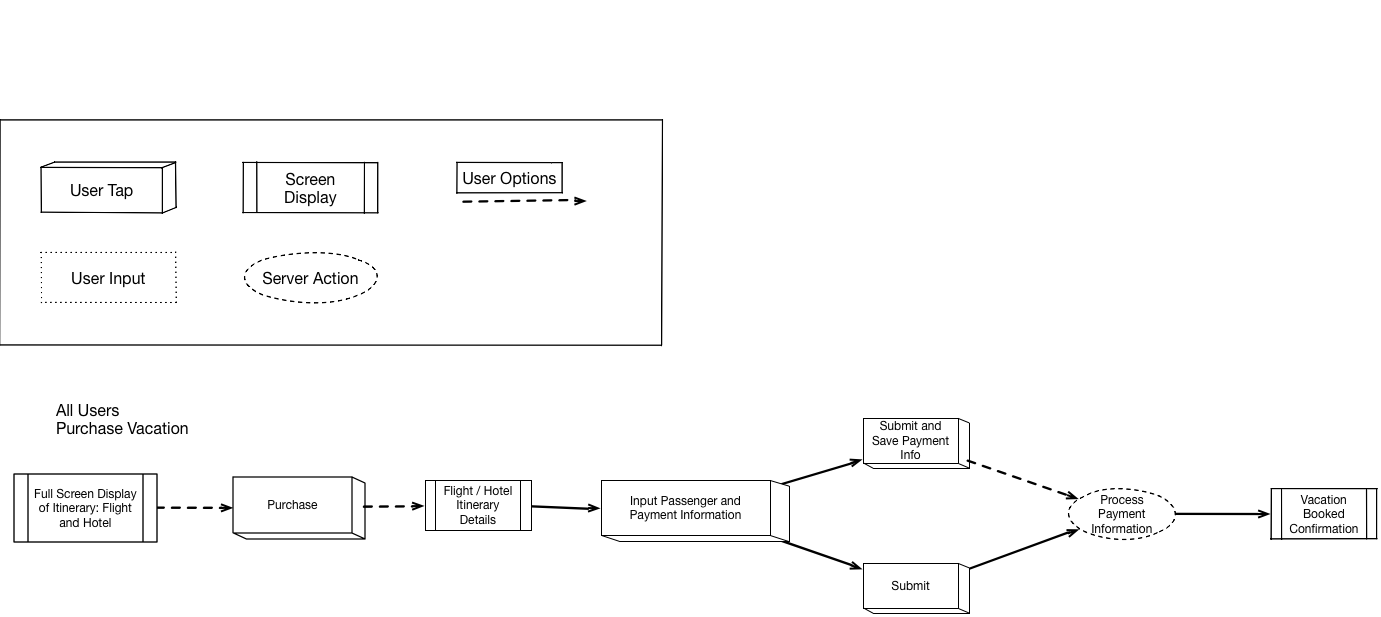 User Tap
Screen
Display
User Options
User Input
Server Action
All Users
Purchase Vacation
Full Screen Display
of Itinerary: Flight
and Hotel
Purchase
Flight / Hotel
Itinerary
Details
Input Passenger and
Payment Information
Submit and
Save Payment
Info
Submit
Process
Payment
Information
Vacation
Booked
Confirmation